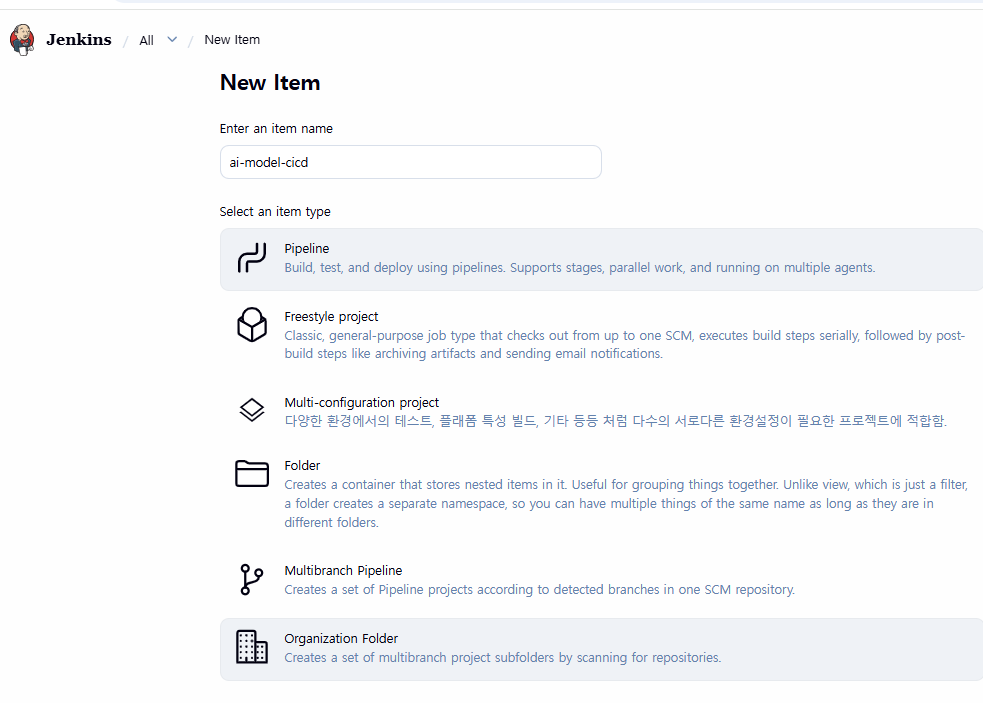 Jenkins / All / New Item
New Item
Enter an item name
ai-model-cicd
Select an item type
Pipeline
Build, test, and deploy using pipelines. Supports stages, parallel work, and running on multiple agents.
Freestyle project
Classic, general-purpose job type that checks out from up to one SCM, executes build steps serially, followed by post-
build steps like archiving artifacts and sending email notifications.
Multi-configuration project
다양한 환경에서의 테스트, 플래폼 특성 빌드, 기타 등등 처럼 다수의 서로다른 환경설정이 필요한 프로젝트에 적합함.
Folder
Creates a container that stores nested items in it. Useful for grouping things together. Unlike view, which is just a filter,
a folder creates a separate namespace, so you can have multiple things of the same name as long as they are in
different folders.
Multibranch Pipeline
Creates a set of Pipeline projects according to detected branches in one SCM repository.
Organization Folder
Creates a set of multibranch project subfolders by scanning for repositories.